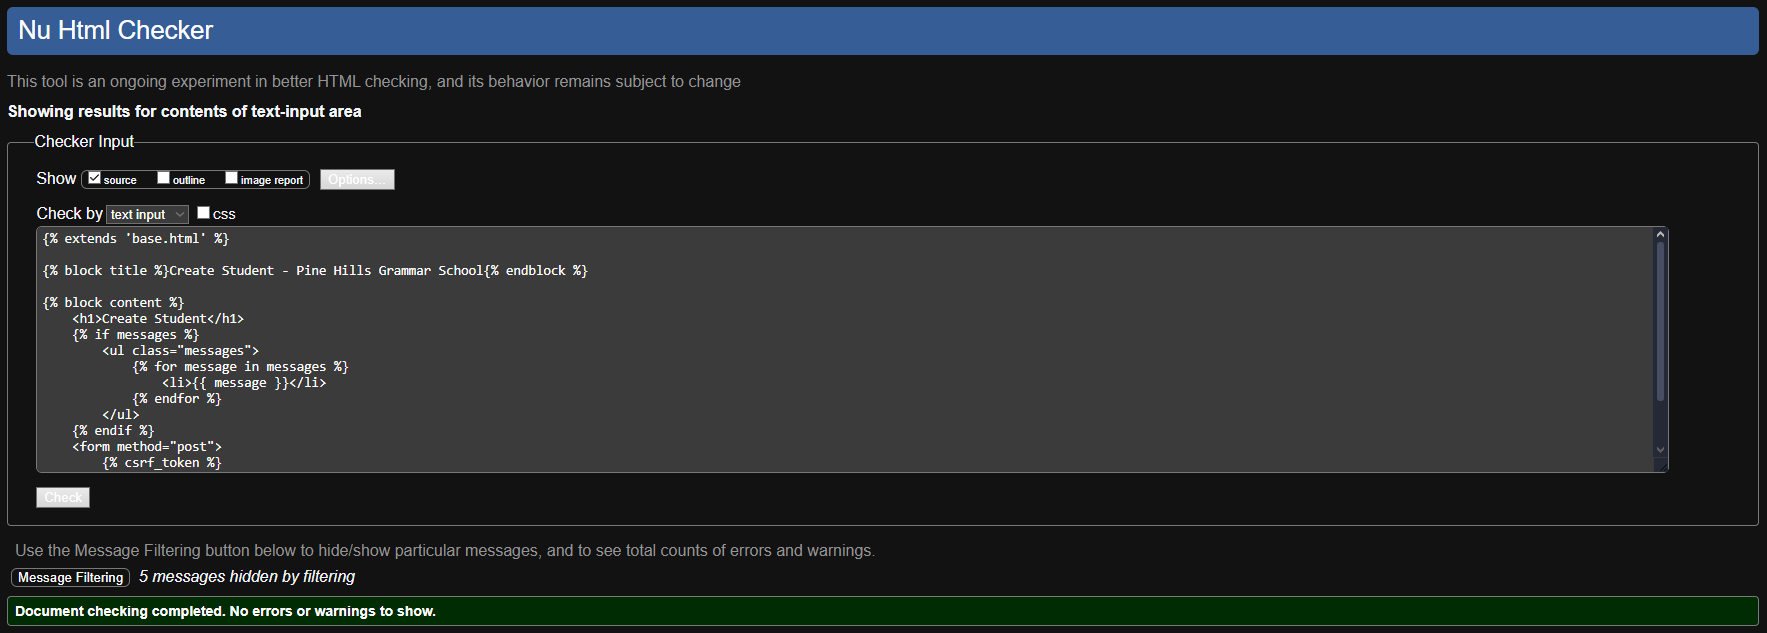 Nu Html Checker
This tool is an ongoing experiment in better HTML checking, and its behavior remains subject to change
Showing results for contents of text-input area
Checker Input
Show source outline image report Options...
Check by text input css
{% extends 'base.html' %}
{% block title %}Create Student - Pine Hills Grammar School{% endblock %}
{% block content %}
<h1>Create Student</h1>
{% if messages %}
<ul class="messages">
{% for message in messages %}
<li>{{ message }}</li>
{% endfor %}
</ul>
{% endif %}
<form method="post">
{% csrf_token %}
Check
Use the Message Filtering button below to hide/show particular messages, and to see total counts of errors and warnings.
Message Filtering 5 messages hidden by filtering
Document checking completed. No errors or warnings to show.